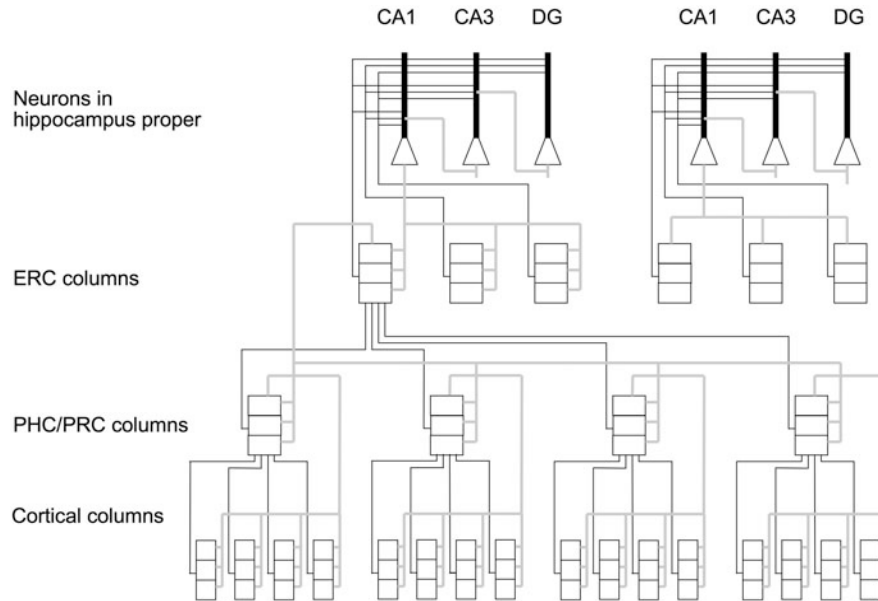 CA1 CA3 DG CA1 CA3 DG
Neurons in
hippocampus proper
ERC columns
PHC/PRC columns
Cortical columns